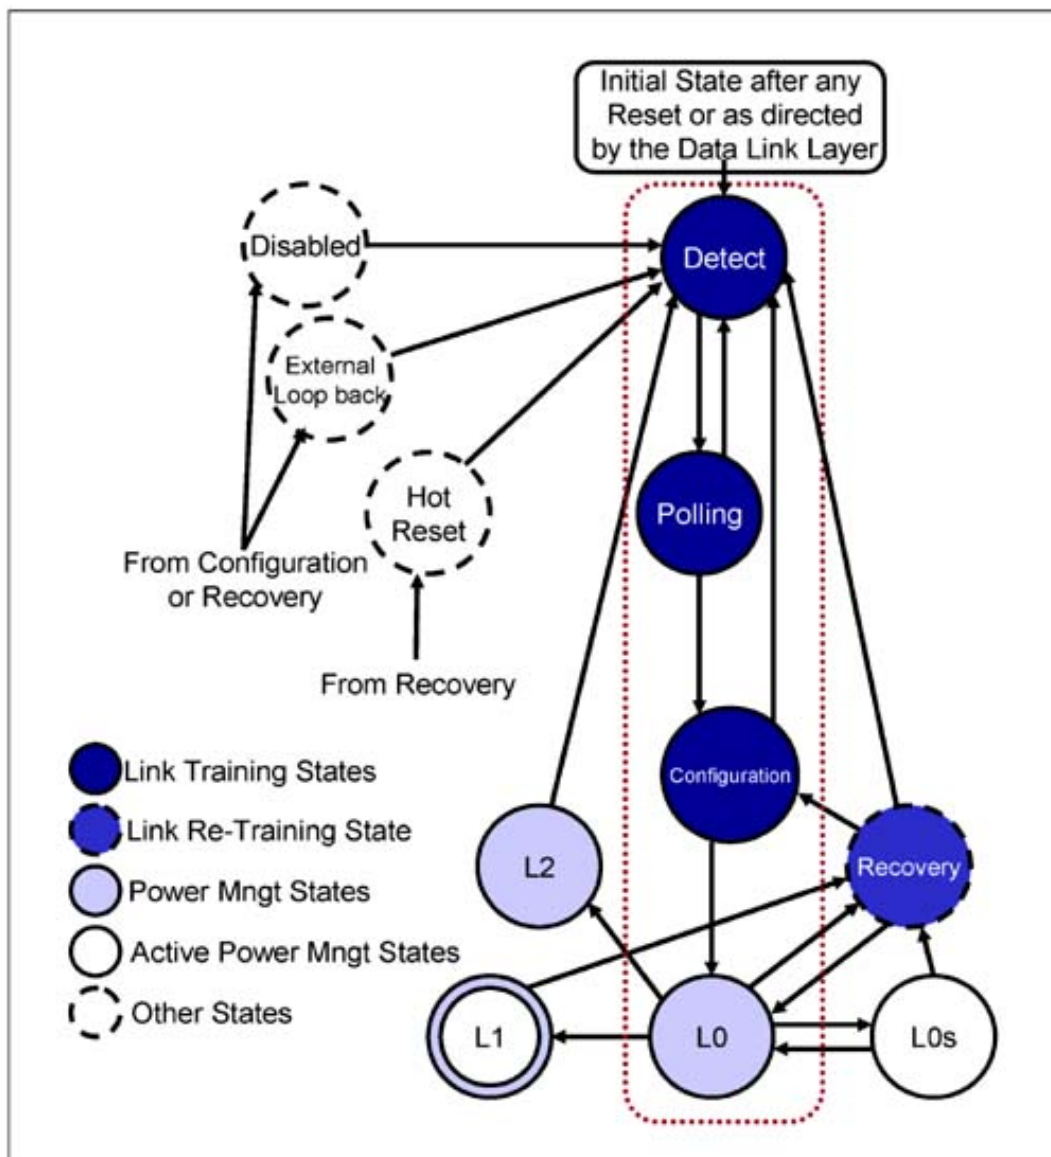 Initial State after any
Reset or as directed
by the Data Link Layer
Disabled
Detect
External
Loop back
Hot
Reset
Polling
From Configuration
or Recovery
From Recovery
Link Training States
Configuration
Link Re-Training State
L2
Recovery
Power Mngt States
Active Power Mngt States
Other States
L1
L0
L0s